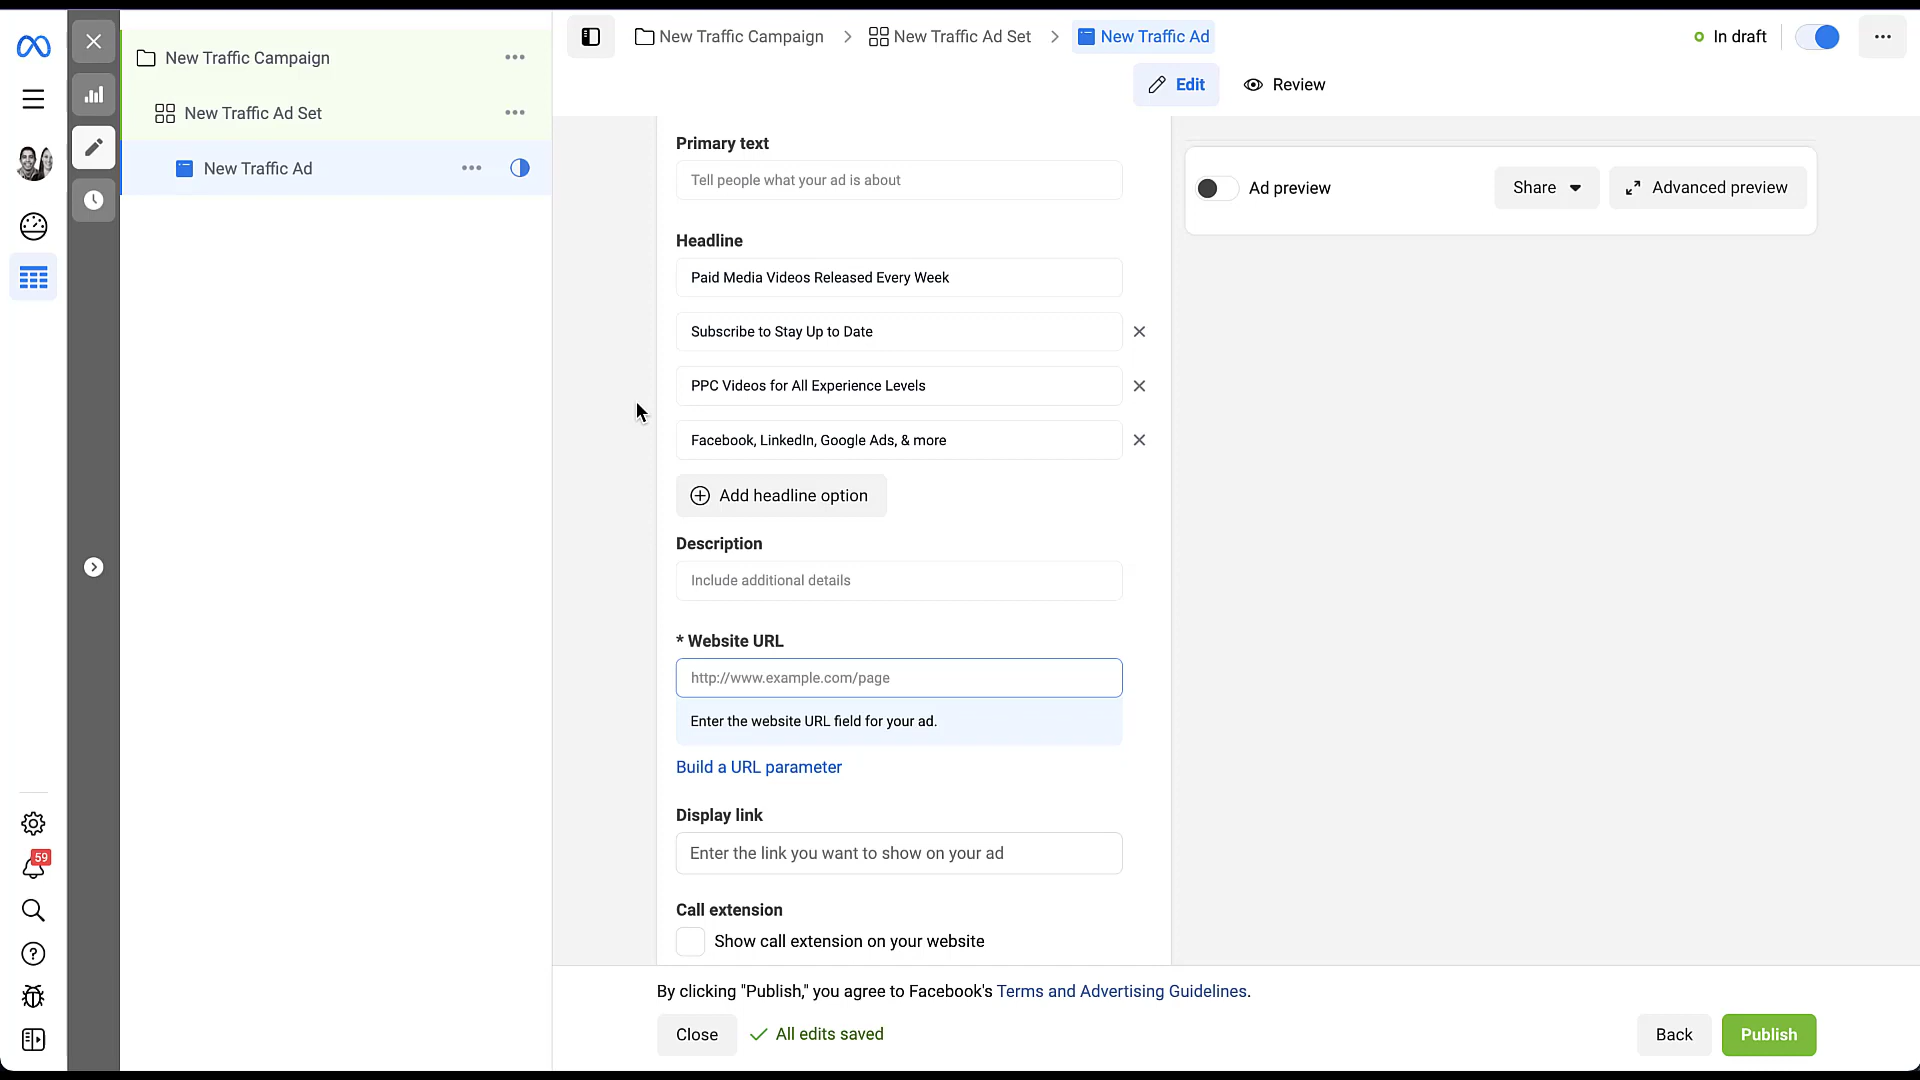 New Traffic Campaign
New Traffic Ad Set
New Traffic Ad
In draft
Edit
Review
New Traffic Campaign
New Traffic Ad Set
New Traffic Ad
59
Primary text
Tell people what your ad is about
Headline
Paid Media Videos Released Every Week
Subscribe to Stay Up to Date
PPC Videos for All Experience Levels
Facebook, LinkedIn, Google Ads, & more
Add headline option
Description
Include additional details
* Website URL
http://www.example.com/page
Enter the website URL field for your ad.
Build a URL parameter
Display link
Enter the link you want to show on your ad
Call extension
Show call extension on your website
Ad preview
Share
Advanced preview
By clicking "Publish," you agree to Facebook's Terms and Advertising Guidelines.
Close
All edits saved
Back
Publish